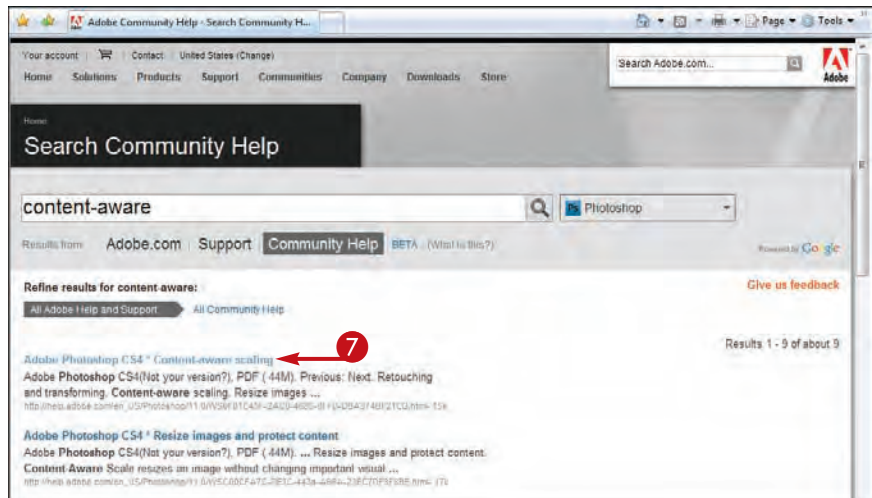 Adobe Community Help - Search Community H...
Page Tools
Your account Contact United States (Change)
Search Adobe.com...
Adobe
Home Solutions Products Support Communities Company Downloads Store
Home
Search Community Help
content-aware
Ps Photoshop
Results from Adobe.com Support Community Help BETA (What is this?)
Powered by Google
Refine results for content-aware:
Give us feedback
All Adobe Help and Support All Community Help
Results 1 - 9 of about 9
7
Adobe Photoshop CS4 * Content-aware scaling
Adobe Photoshop CS4(Not your version?), PDF ( 44M). Previous: Next. Retouching
and transforming. Content-aware scaling. Resize images ...
Adobe Photoshop CS4 * Resize images and protect content
Adobe Photoshop CS4(Not your version?), PDF ( 44M). ... Resize images and protect content.
Content-Aware Scale resizes an image without changing important visual ...